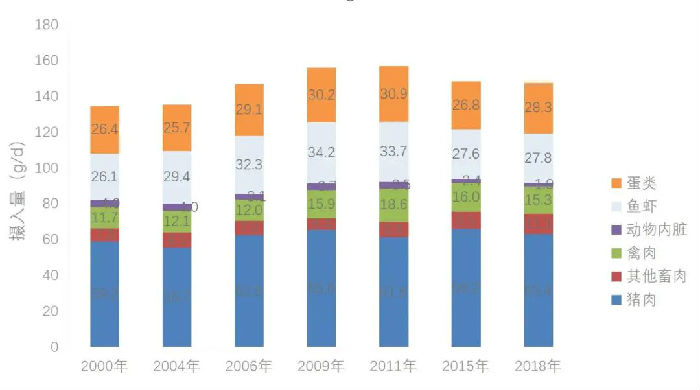 180
160
140
120
100
80
60
40
20
0
摄入量（g/d）
26.4 25.7 29.1 30.2 30.9 26.8 28.3
26.1 29.4 32.3 34.2 33.7 27.6 27.8
11.7 12.1 12.0 15.9 18.6 16.0 15.3
2000年 2004年 2006年 2009年 2011年 2015年 2018年
蛋类
鱼虾
动物内脏
禽肉
其他畜肉
猪肉